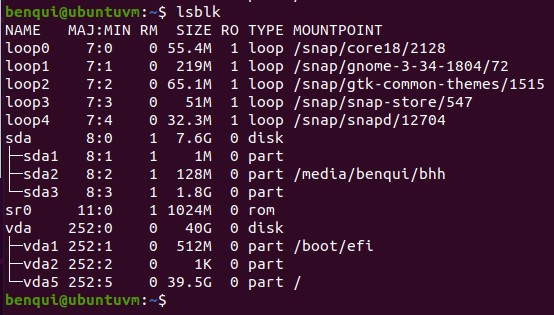 benqui@ubuntuvm:~$ lsblk
NAME   MAJ:MIN RM  SIZE RO TYPE MOUNTPOINT
loop0    7:0    0 55.4M  1 loop /snap/core18/2128
loop1    7:1    0  219M  1 loop /snap/gnome-3-34-1804/72
loop2    7:2    0 65.1M  1 loop /snap/gtk-common-themes/1515
loop3    7:3    0   51M  1 loop /snap/snap-store/547
loop4    7:4    0 32.3M  1 loop /snap/snapd/12704
sda      8:0    1  7.6G  0 disk
├─sda1   8:1    1    1M  0 part
├─sda2   8:2    1  128M  0 part /media/benqui/bhh
└─sda3   8:3    1  1.8G  0 part
sr0     11:0    1 1024M  0 rom
vda    252:0    0   40G  0 disk
├─vda1 252:1    0  512M  0 part /boot/efi
├─vda2 252:2    0    1K  0 part
└─vda5 252:5    0 39.5G  0 part /
benqui@ubuntuvm:~$